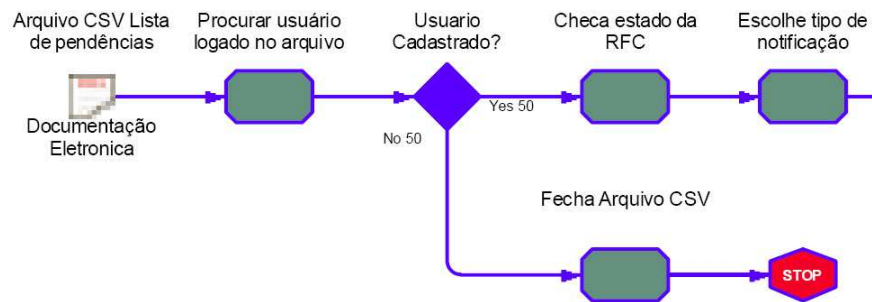 Arquivo CSV Lista
de pendências
Procurar usuário
logado no arquivo
Usuario
Cadastrado?
Checa estado da
RFC
Escolhe tipo de
notificação
Documentação
Eletronica
Yes 50
No 50
Fecha Arquivo CSV
STOP